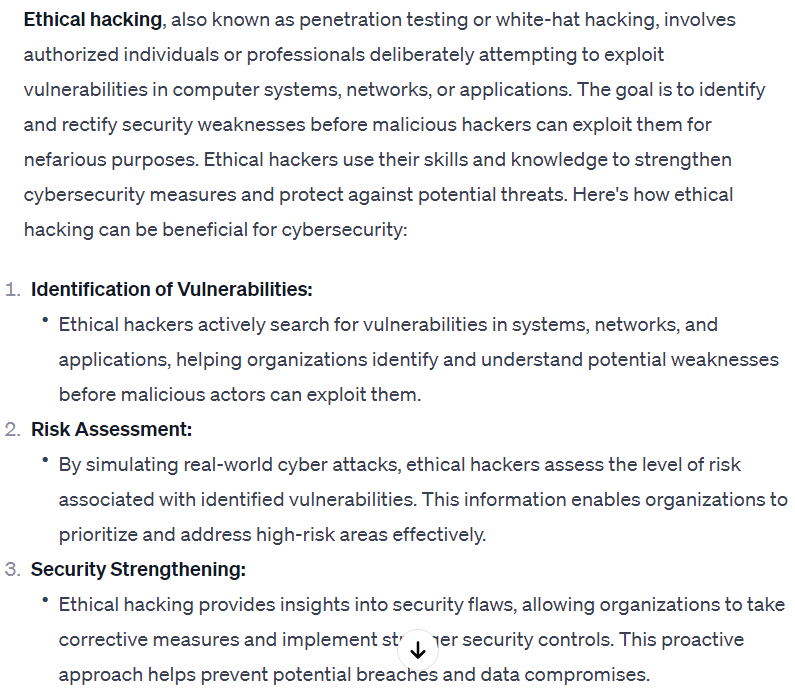 Ethical hacking, also known as penetration testing or white-hat hacking, involves
authorized individuals or professionals deliberately attempting to exploit
vulnerabilities in computer systems, networks, or applications. The goal is to identify
and rectify security weaknesses before malicious hackers can exploit them for
nefarious purposes. Ethical hackers use their skills and knowledge to strengthen
cybersecurity measures and protect against potential threats. Here's how ethical
hacking can be beneficial for cybersecurity:
1. Identification of Vulnerabilities:
• Ethical hackers actively search for vulnerabilities in systems, networks, and
applications, helping organizations identify and understand potential weaknesses
before malicious actors can exploit them.
2. Risk Assessment:
• By simulating real-world cyber attacks, ethical hackers assess the level of risk
associated with identified vulnerabilities. This information enables organizations to
prioritize and address high-risk areas effectively.
3. Security Strengthening:
• Ethical hacking provides insights into security flaws, allowing organizations to take
corrective measures and implement security controls. This proactive
approach helps prevent potential breaches and data compromises.